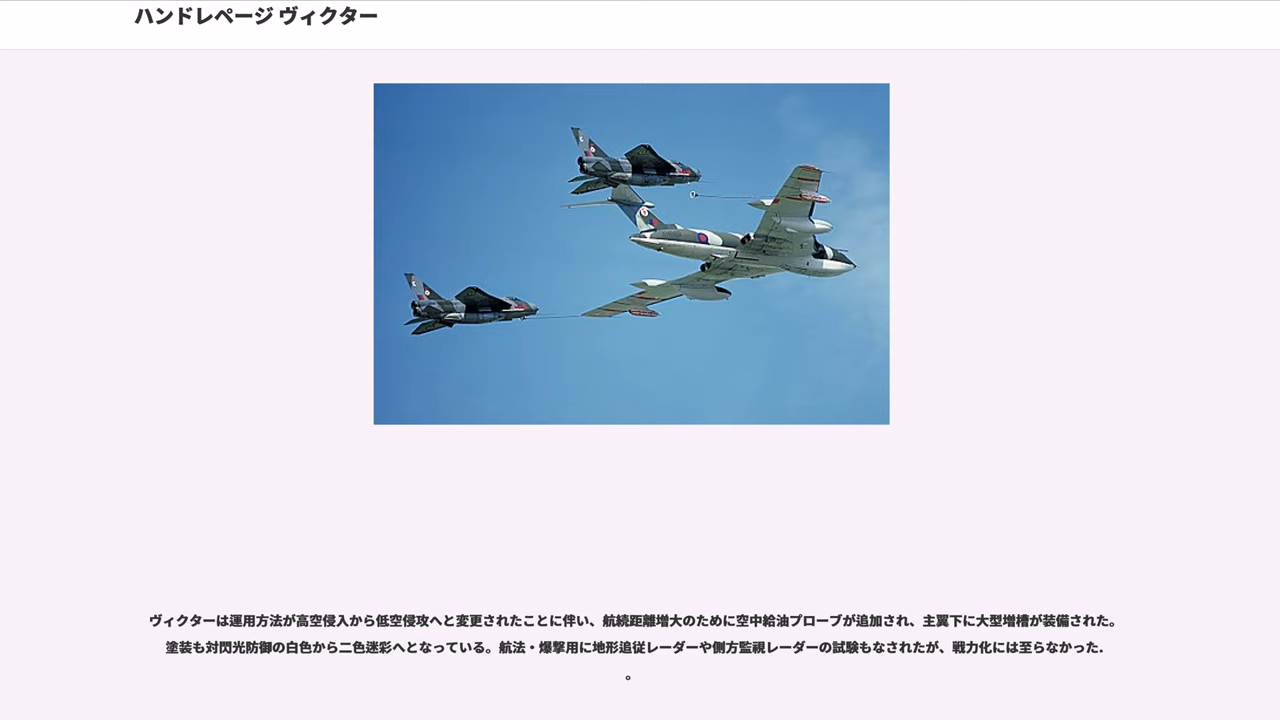 ハンドレページ ヴィクター
ヴィクターは運用方法が高空侵入から低空侵攻へと変更されたことに伴い、航続距離増大のために空中給油プローブが追加され、主翼下に大型増槽が装備された。
塗装も対閃光防御の白色から二色迷彩へとなっている。航法・爆撃用に地形追従レーダーや側方監視レーダーの試験もなされたが、戦力化には至らなかった.
。